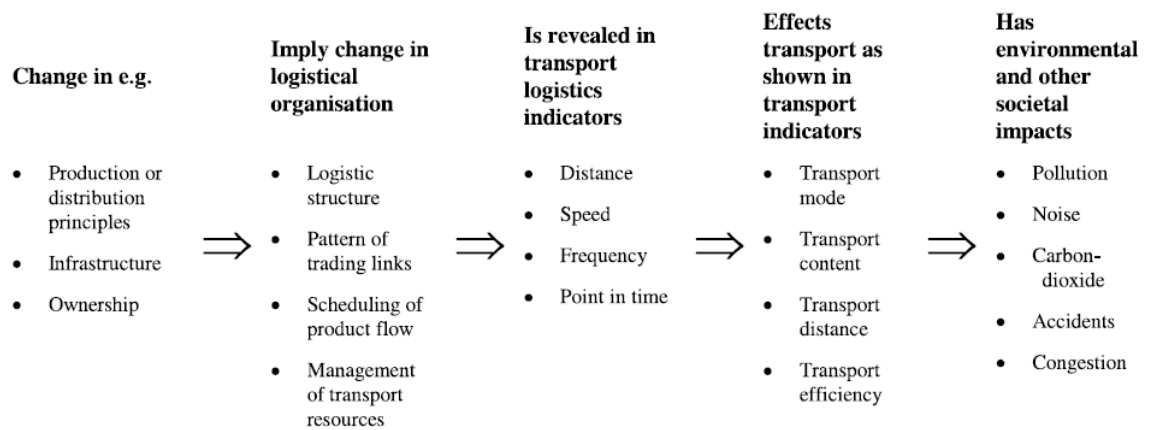 Change in e.g.
• Production or
distribution
principles
• Infrastructure
• Ownership
⇒
Imply change in
logistical
organisation
• Logistic
structure
• Pattern of
trading links
• Scheduling of
product flow
• Management
of transport
resources
⇒
Is revealed in
transport
logistics
indicators
• Distance
• Speed
• Frequency
• Point in time
⇒
Effects
transport as
shown in
transport
indicators
• Transport
mode
• Transport
content
• Transport
distance
• Transport
efficiency
⇒
Has
environmental
and other
societal
impacts
• Pollution
• Noise
• Carbon-
dioxide
• Accidents
• Congestion